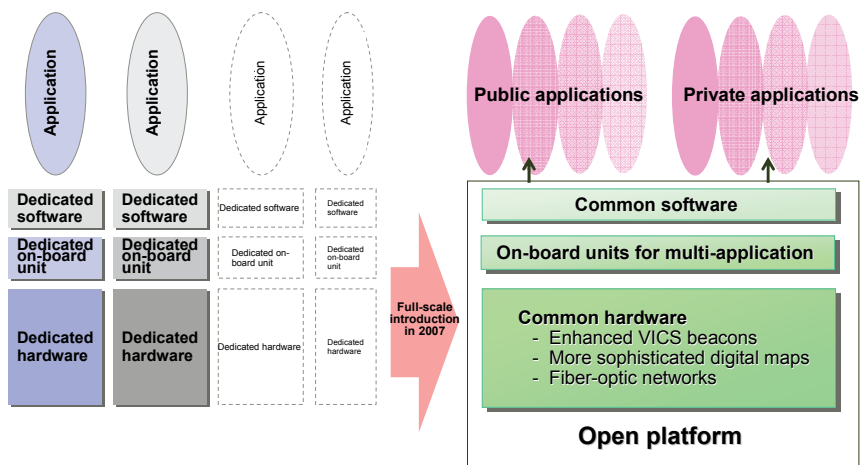 Application
Application
Application
Application
Dedicated
software
Dedicated
software
Dedicated software
Dedicated
software
Dedicated
on-board
unit
Dedicated
on-board
unit
Dedicated on-
board unit
Dedicated
on-board
unit
Dedicated
hardware
Dedicated
hardware
Dedicated hardware
Dedicated
hardware
Full-scale
introduction
in 2007
Public applications
Private applications
Common software
On-board units for multi-application
Common hardware
- Enhanced VICS beacons
- More sophisticated digital maps
- Fiber-optic networks
Open platform